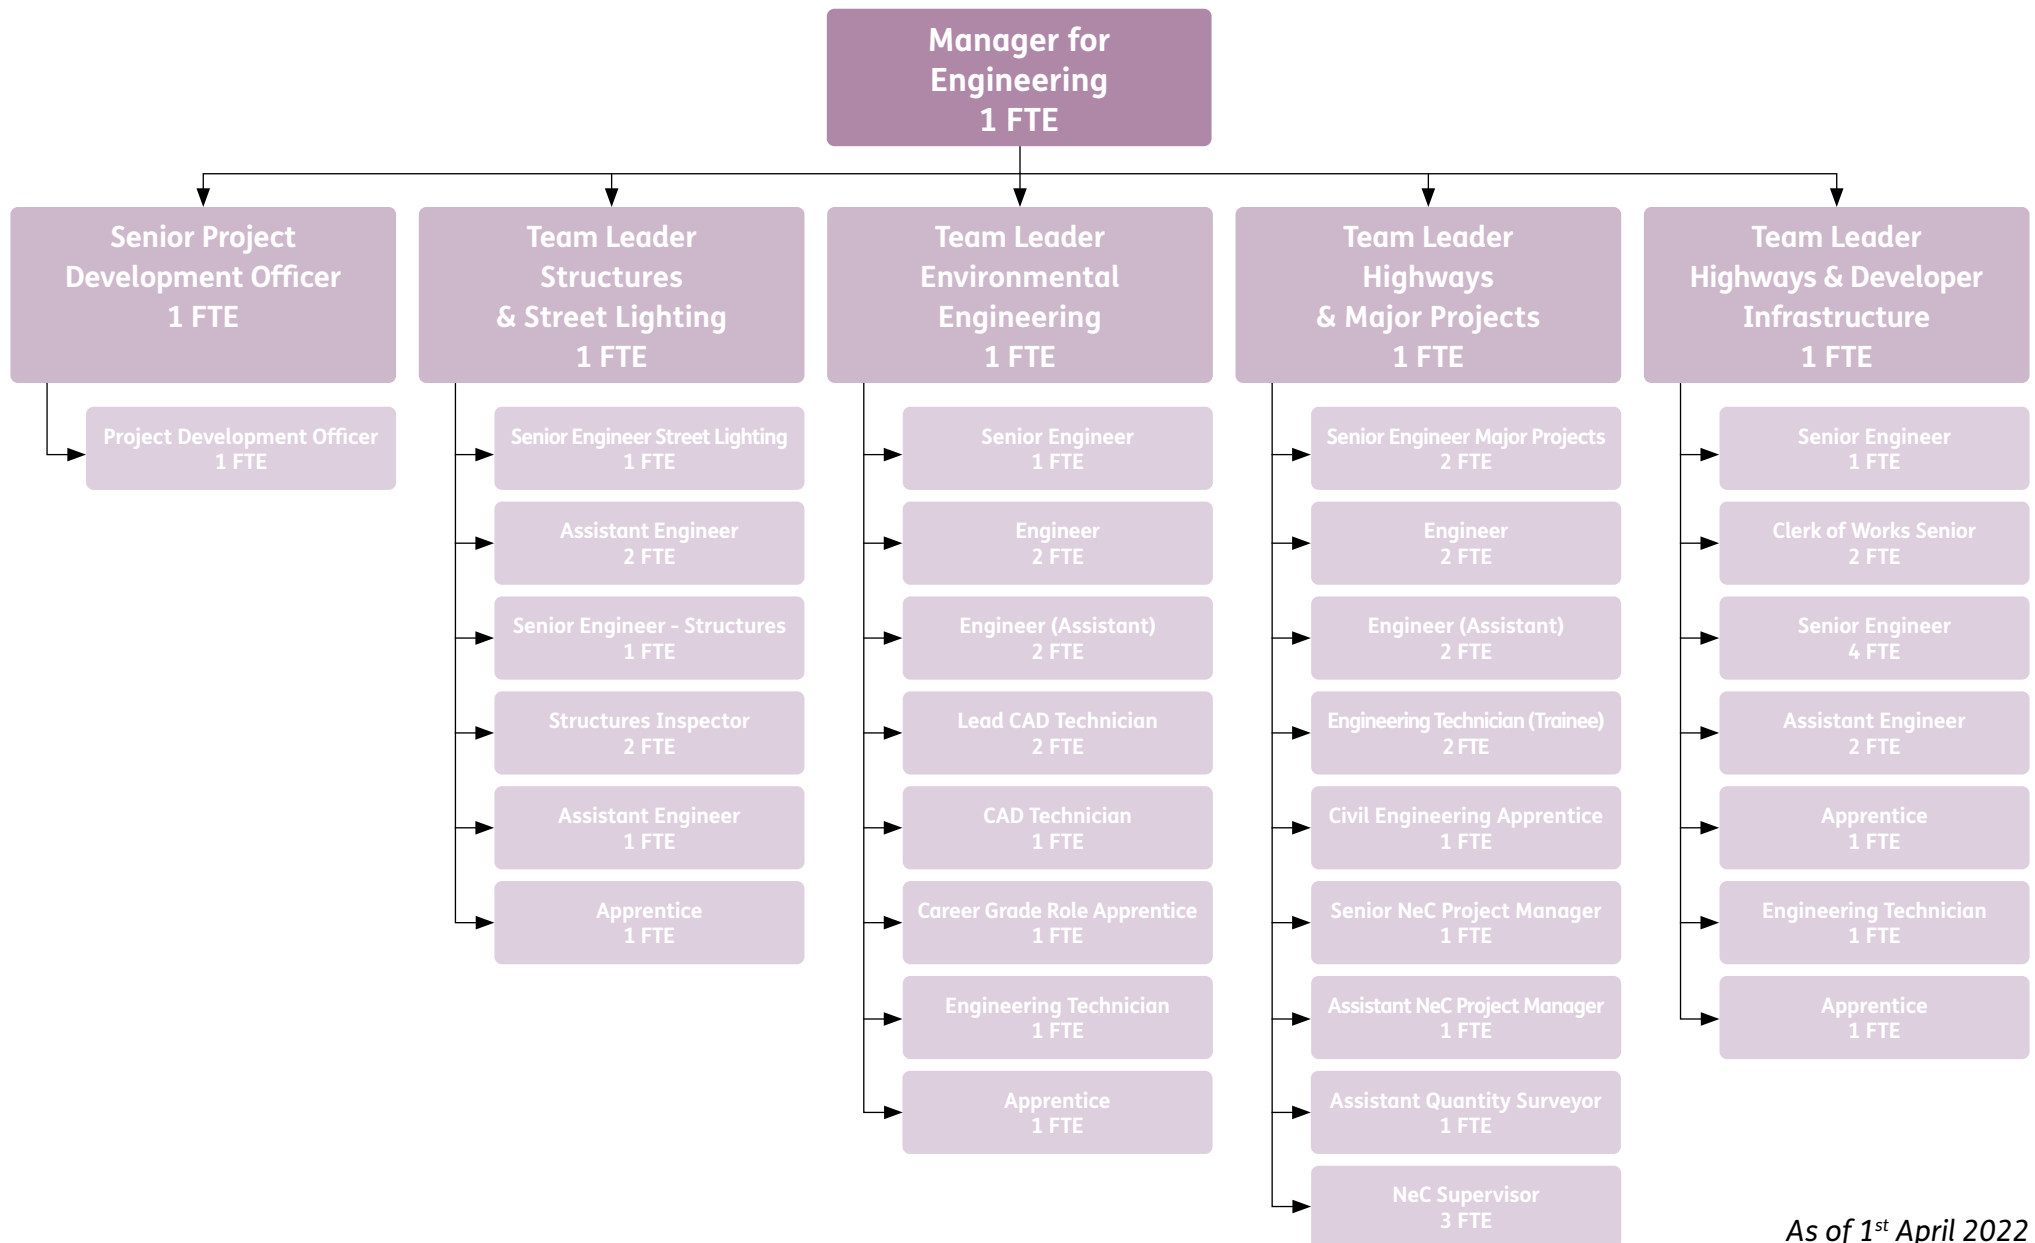 Manager for
Engineering
1 FTE
Senior Project
Development Officer
1 FTE
Project Development Officer
1 FTE
Team Leader
Structures
& Street Lighting
1 FTE
Senior Engineer Street Lighting
1 FTE
Assistant Engineer
2 FTE
Senior Engineer - Structures
1 FTE
Structures Inspector
2 FTE
Assistant Engineer
1 FTE
Apprentice
1 FTE
Team Leader
Environmental
Engineering
1 FTE
Senior Engineer
1 FTE
Engineer
2 FTE
Engineer (Assistant)
2 FTE
Lead CAD Technician
2 FTE
CAD Technician
1 FTE
Career Grade Role Apprentice
1 FTE
Engineering Technician
1 FTE
Apprentice
1 FTE
Team Leader
Highways
& Major Projects
1 FTE
Senior Engineer Major Projects
2 FTE
Engineer
2 FTE
Engineer (Assistant)
2 FTE
Engineering Technician (Trainee)
2 FTE
Civil Engineering Apprentice
1 FTE
Senior NeC Project Manager
1 FTE
Assistant NeC Project Manager
1 FTE
Assistant Quantity Surveyor
1 FTE
NeC Supervisor
3 FTE
Team Leader
Highways & Developer
Infrastructure
1 FTE
Senior Engineer
1 FTE
Clerk of Works Senior
2 FTE
Senior Engineer
4 FTE
Assistant Engineer
2 FTE
Apprentice
1 FTE
Engineering Technician
1 FTE
Apprentice
1 FTE
As of 1st April 2022